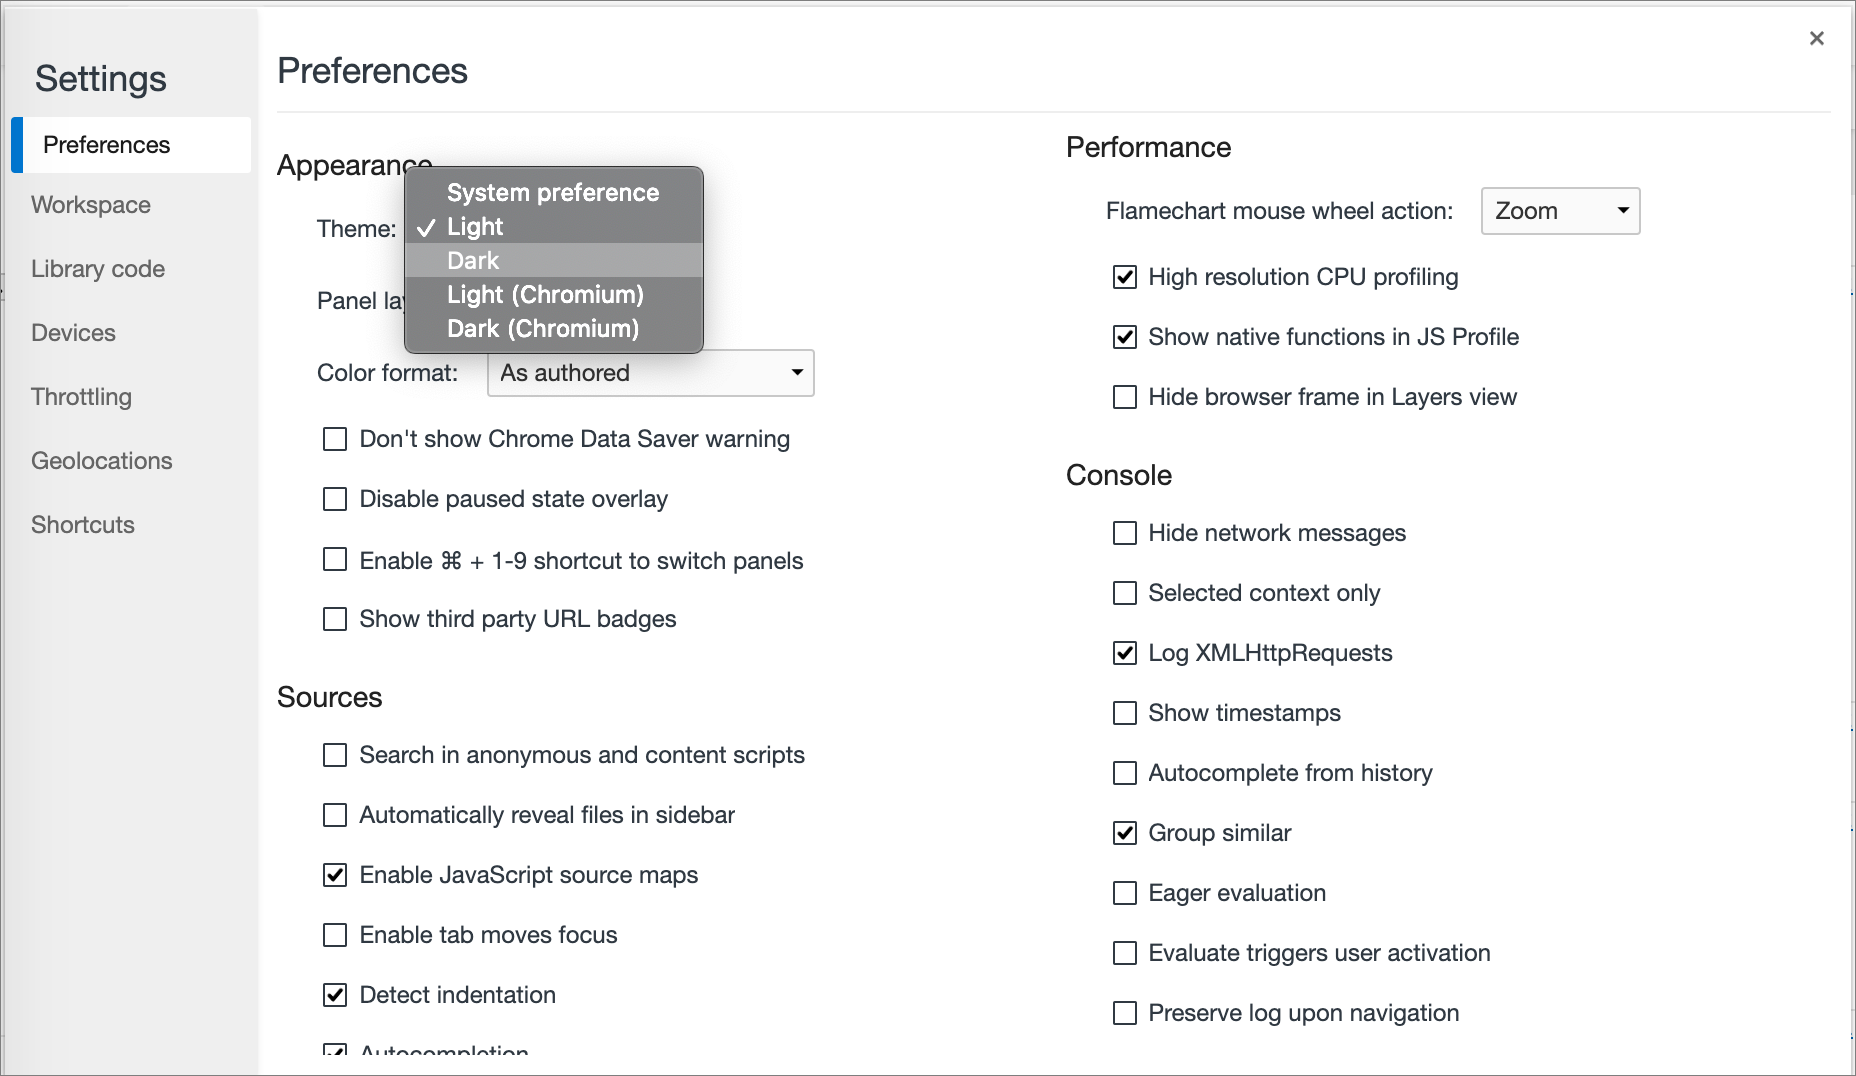 Settings
Preferences
Workspace
Library code
Devices
Throttling
Geolocations
Shortcuts
Preferences
Appearance
Theme:
System preference
✓ Light
Dark
Light (Chromium)
Dark (Chromium)
Panel lay
Color format: As authored
Don't show Chrome Data Saver warning
Disable paused state overlay
Enable ⌘ + 1-9 shortcut to switch panels
Show third party URL badges
Sources
Search in anonymous and content scripts
Automatically reveal files in sidebar
Enable JavaScript source maps
Enable tab moves focus
Detect indentation
Autocompletion
Performance
Flamechart mouse wheel action: Zoom
High resolution CPU profiling
Show native functions in JS Profile
Hide browser frame in Layers view
Console
Hide network messages
Selected context only
Log XMLHttpRequests
Show timestamps
Autocomplete from history
Group similar
Eager evaluation
Evaluate triggers user activation
Preserve log upon navigation